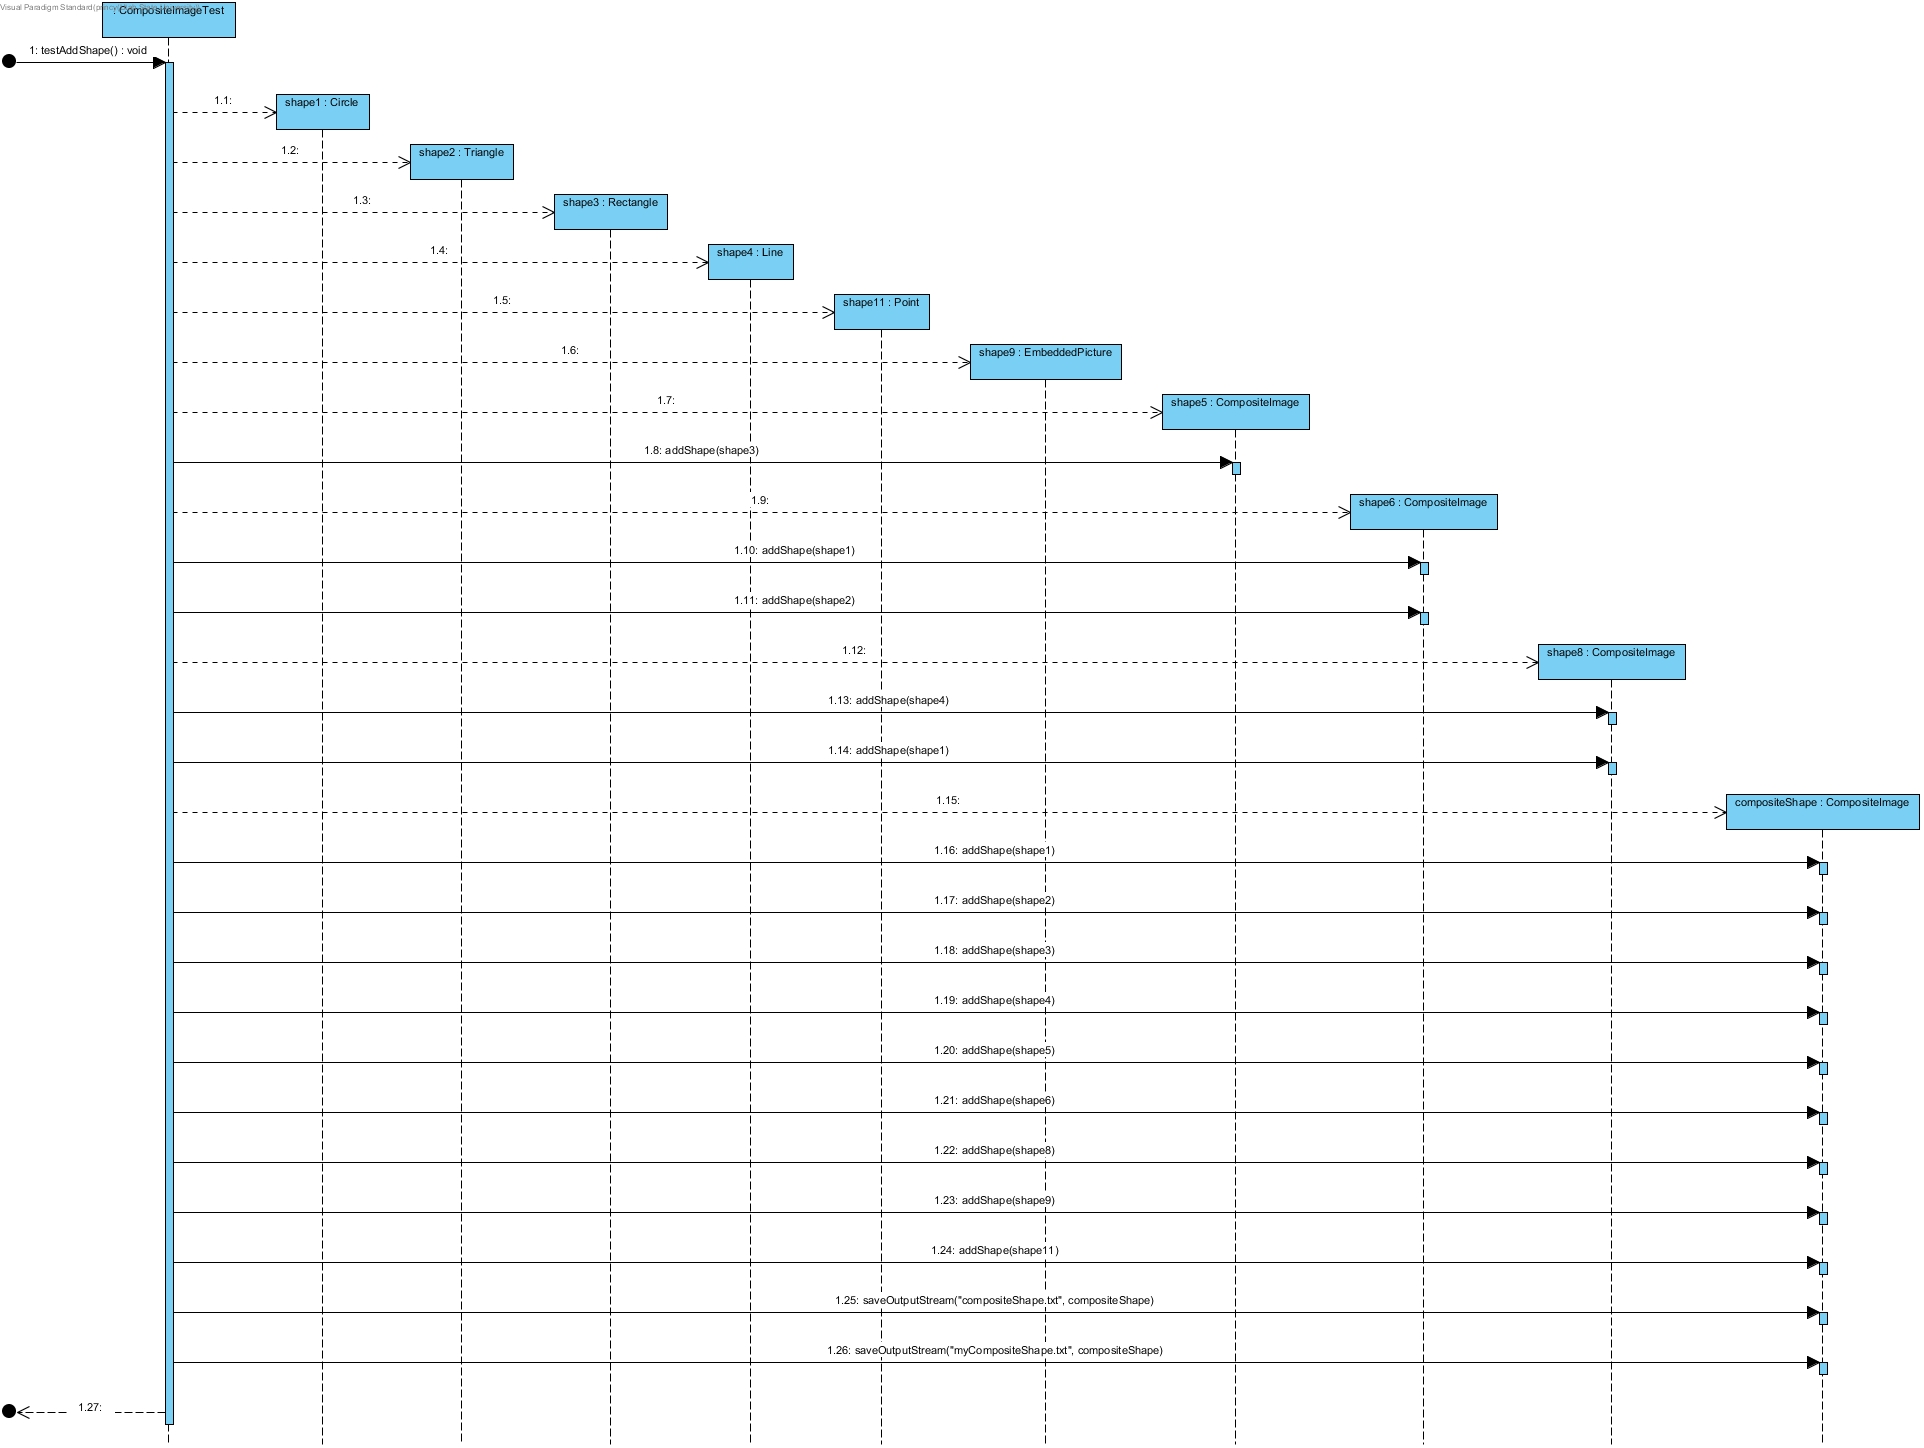 Visual Paradigm Standard
: CompositeImageTest
1: testAddShape() : void
1.1:
shape1 : Circle
1.2:
shape2 : Triangle
1.3:
shape3 : Rectangle
1.4:
shape4 : Line
1.5:
shape11 : Point
1.6:
shape9 : EmbeddedPicture
1.7:
shape5 : CompositeImage
1.8: addShape(shape3)
1.9:
shape6 : CompositeImage
1.10: addShape(shape1)
1.11: addShape(shape2)
1.12:
shape8 : CompositeImage
1.13: addShape(shape4)
1.14: addShape(shape1)
1.15:
compositeShape : CompositeImage
1.16: addShape(shape1)
1.17: addShape(shape2)
1.18: addShape(shape3)
1.19: addShape(shape4)
1.20: addShape(shape5)
1.21: addShape(shape6)
1.22: addShape(shape8)
1.23: addShape(shape9)
1.24: addShape(shape11)
1.25: saveOutputStream("compositeShape.txt", compositeShape)
1.26: saveOutputStream("myCompositeShape.txt", compositeShape)
1.27: